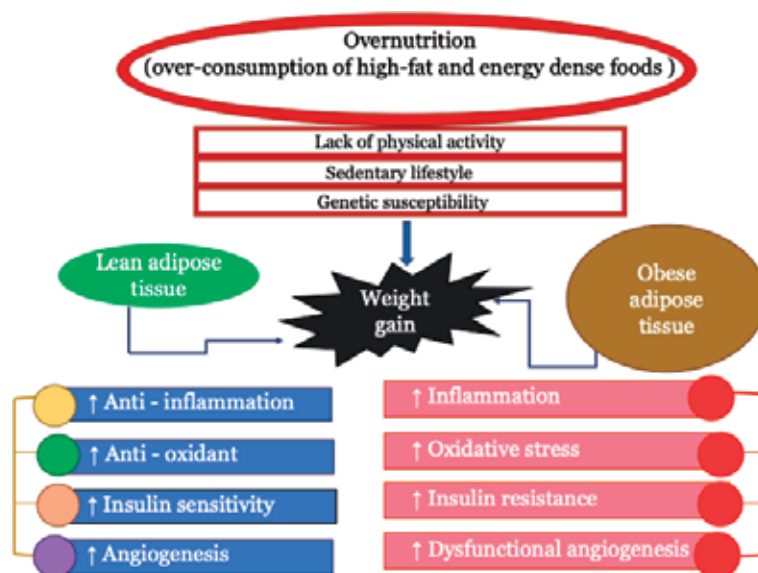 Overnutrition
(over-consumption of high-fat and energy dense foods )
Lack of physical activity
Sedentary lifestyle
Genetic susceptibility
Lean adipose
tissue
Weight
gain
Obese
adipose
tissue
↑ Anti - inflammation
↑ Anti - oxidant
↑ Insulin sensitivity
↑ Angiogenesis
↑ Inflammation
↑ Oxidative stress
↑ Insulin resistance
↑ Dysfunctional angiogenesis